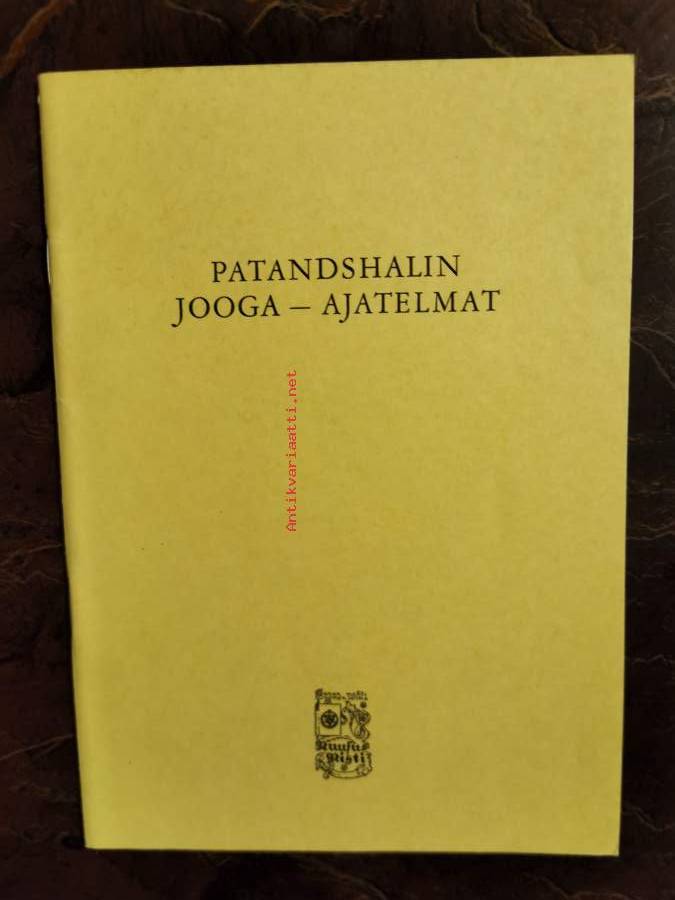 PATANDSHALIN
JOOGA – AJATELMAT
Antikvariaatti.net
Ruusu
Risti